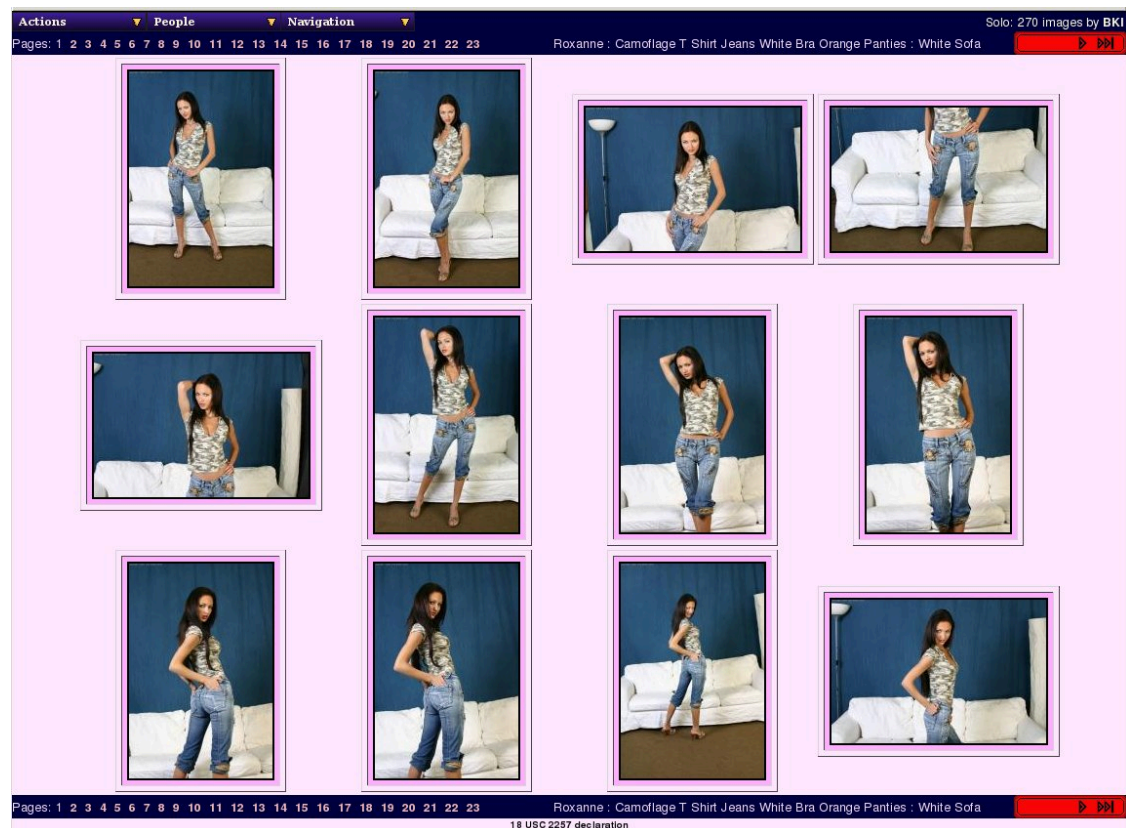 Actions People Navigation Solo: 270 images by BKI
Pages: 1 2 3 4 5 6 7 8 9 10 11 12 13 14 15 16 17 18 19 20 21 22 23 Roxanne : Camoflage T Shirt Jeans White Bra Orange Panties : White Sofa
Pages: 1 2 3 4 5 6 7 8 9 10 11 12 13 14 15 16 17 18 19 20 21 22 23 Roxanne : Camoflage T Shirt Jeans White Bra Orange Panties : White Sofa
18 USC 2257 declaration